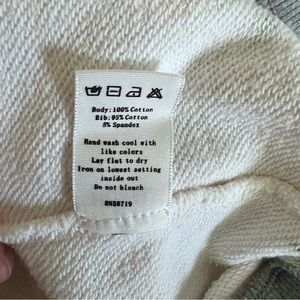 Body: 100% Cotton
Rib: 95% Cotton
5% Spandex
Hand wash cool with
like colors
Lay flat to dry
Iron on lowest setting
inside out
Do not bleach
RN58719